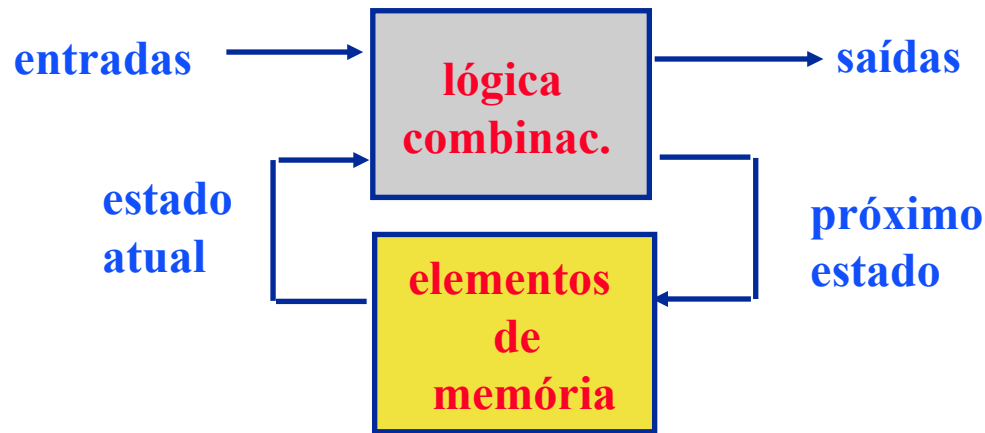 entradas
lógica
combinac.
saídas
estado
atual
próximo
estado
elementos
de
memória